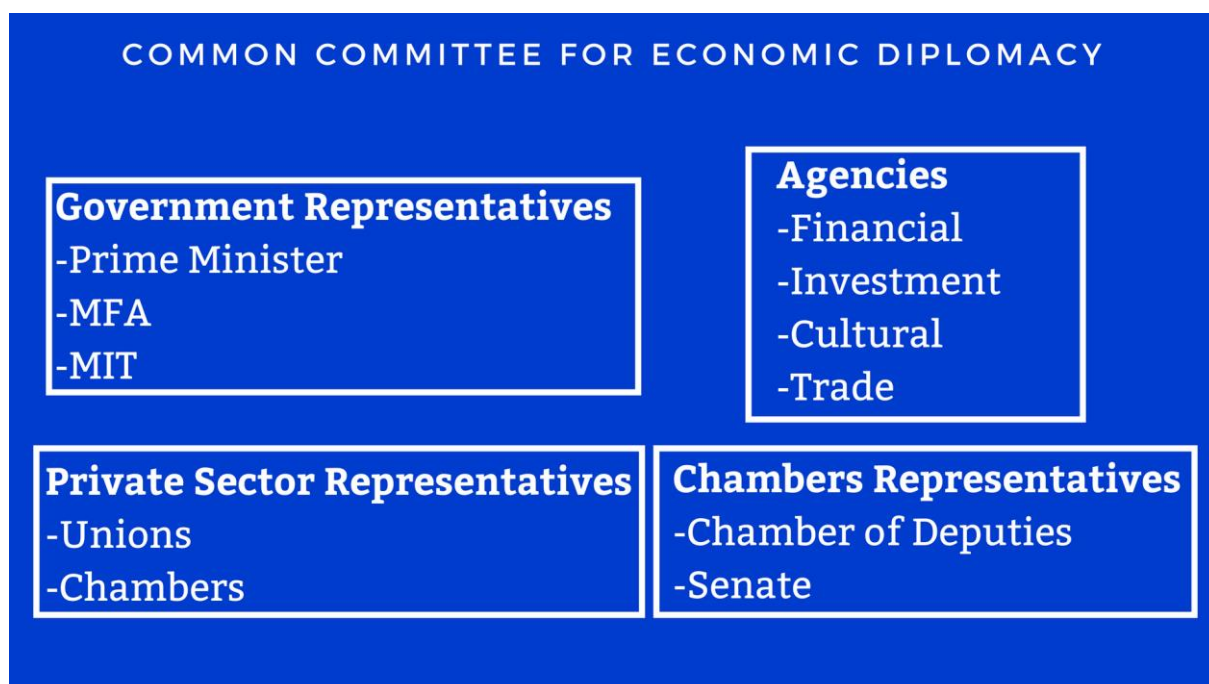 COMMON COMMITTEE FOR ECONOMIC DIPLOMACY
Government Representatives
-Prime Minister
-MFA
-MIT
Agencies
-Financial
-Investment
-Cultural
-Trade
Private Sector Representatives
-Unions
-Chambers
Chambers Representatives
-Chamber of Deputies
-Senate